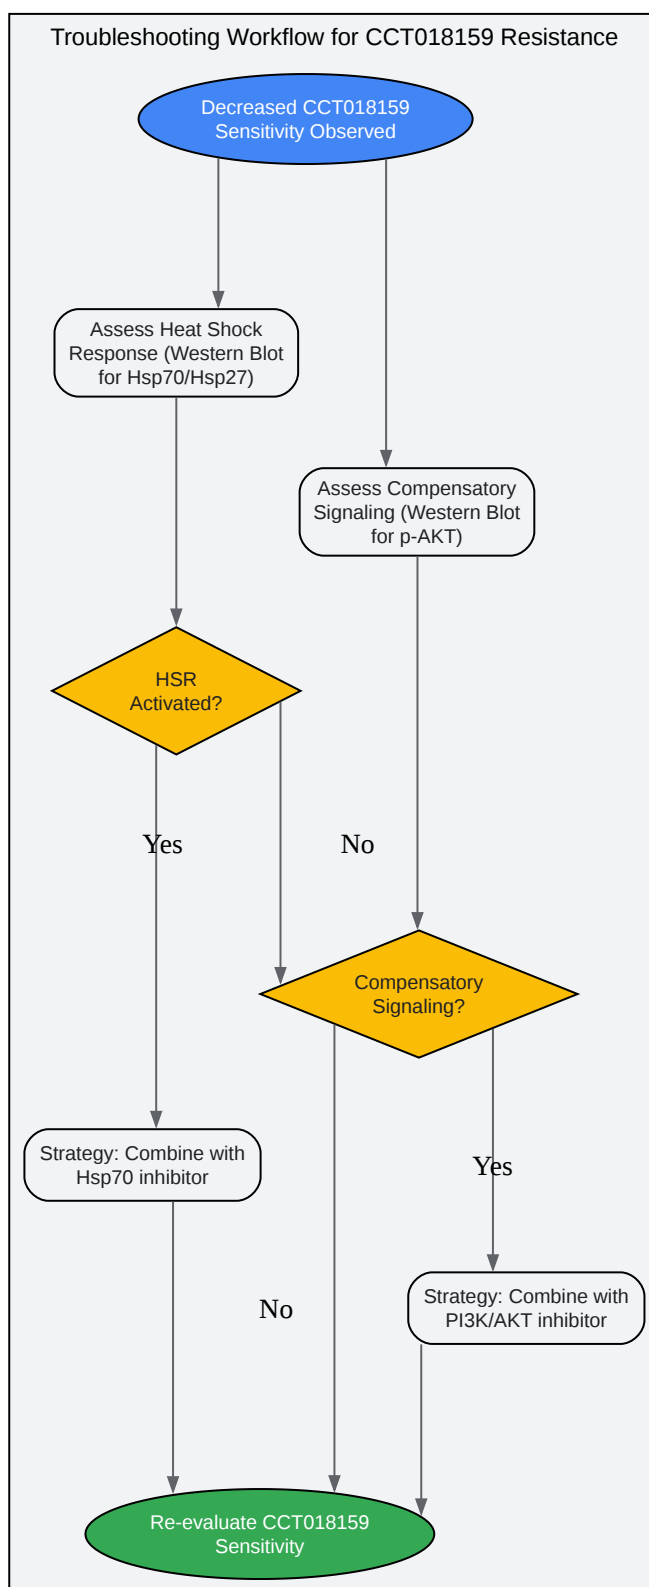 Troubleshooting Workflow for CCT018159 Resistance
Decreased CCT018159
Sensitivity Observed
Assess Heat Shock
Response (Western Blot
for Hsp70/Hsp27)
Assess Compensatory
Signaling (Western Blot
for p-AKT)
HSR
Activated?
Yes
No
Compensatory
Signaling?
Strategy: Combine with
Hsp70 inhibitor
Yes
No
Strategy: Combine with
PI3K/AKT inhibitor
Re-evaluate CCT018159
Sensitivity